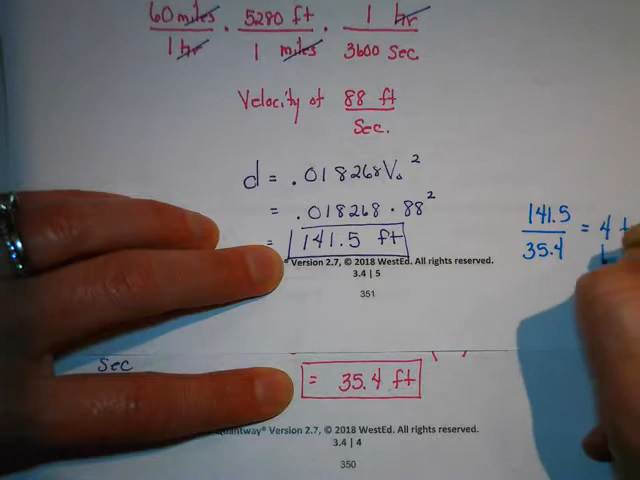 60 miles / 1 hr · 5280 ft / 1 miles · 1 hr / 3600 Sec
Velocity of 88 ft / Sec.
d = .018268V₀²
= .018268 · 88²
= 141.5 ft
141.5 / 35.4 = 4 t
Version 2.7, © 2018 WestEd. All rights reserved.
3.4 | 5
351
Sec
= 35.4 ft
Quantway® Version 2.7, © 2018 WestEd. All rights reserved.
3.4 | 4
350